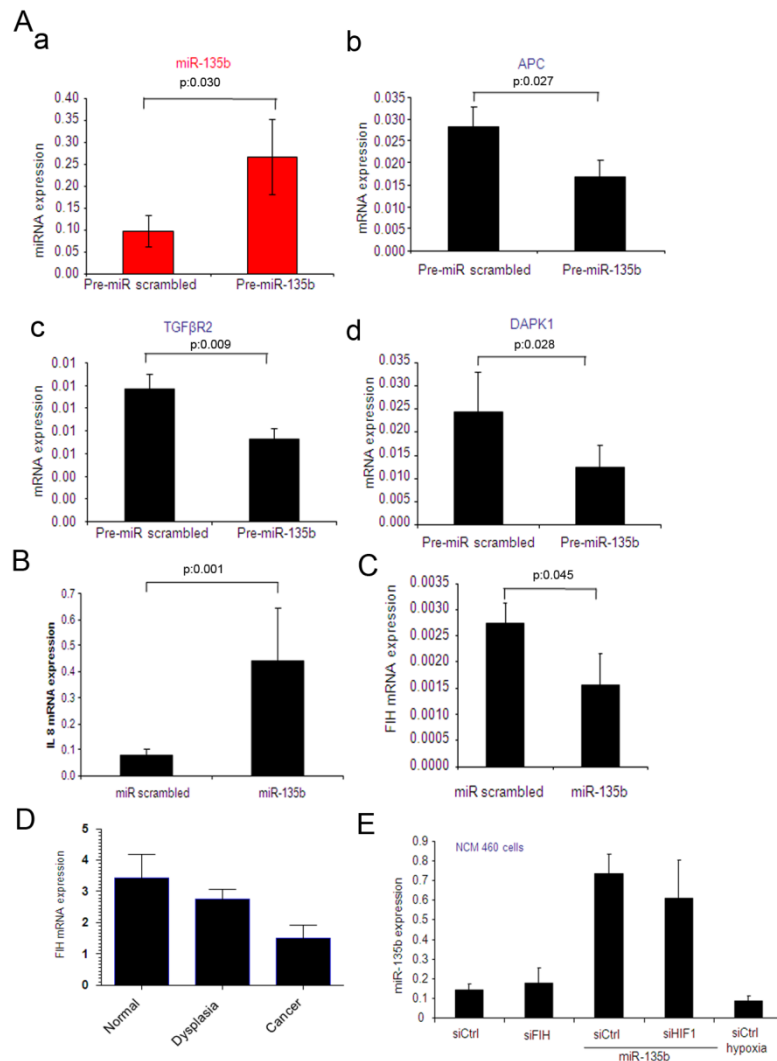 A
a
miR-135b
p:0.030
0.40
0.35
0.30
0.25
0.20
0.15
0.10
0.05
0.00
miRNA expression
Pre-miR scrambled Pre-miR-135b
b
APC
p:0.027
0.035
0.030
0.025
0.020
0.015
0.010
0.005
0.000
mRNA expression
Pre-miR scrambled Pre-miR-135b
c
TGFβR2
p:0.009
0.01
0.01
0.01
0.01
0.01
0.00
0.00
0.00
mRNA expression
Pre-miR scrambled Pre-miR-135b
d
DAPK1
p:0.028
0.035
0.030
0.025
0.020
0.015
0.010
0.005
0.000
mRNA expression
Pre-miR scrambled Pre-miR-135b
B
p:0.001
0.7
0.6
0.5
0.4
0.3
0.2
0.1
0.0
IL 8 mRNA expression
miR scrambled miR-135b
C
p:0.045
0.0035
0.0030
0.0025
0.0020
0.0015
0.0010
0.0005
0.0000
FIH mRNA expression
miR scrambled miR-135b
D
5
4
3
2
1
0
FIH mRNA expression
Normal Dysplasia Cancer
E
NCM 460 cells
0.9
0.8
0.7
0.6
0.5
0.4
0.3
0.2
0.1
0
miR-135b expression
siCtrl siFIH siCtrl siHIF1 siCtrl
hypoxia
miR-135b